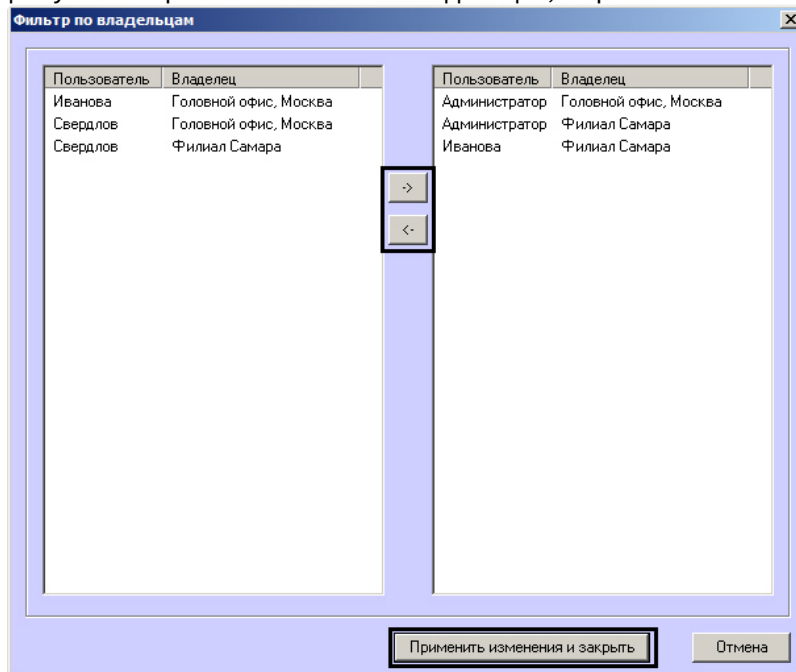 Фильтр по владельцам
Пользователь Владелец
Иванова Головной офис, Москва
Свердлов Головной офис, Москва
Свердлов Филиал Самара
->
<-
Пользователь Владелец
Администратор Головной офис, Москва
Администратор Филиал Самара
Иванова Филиал Самара
Применить изменения и закрыть
Отмена